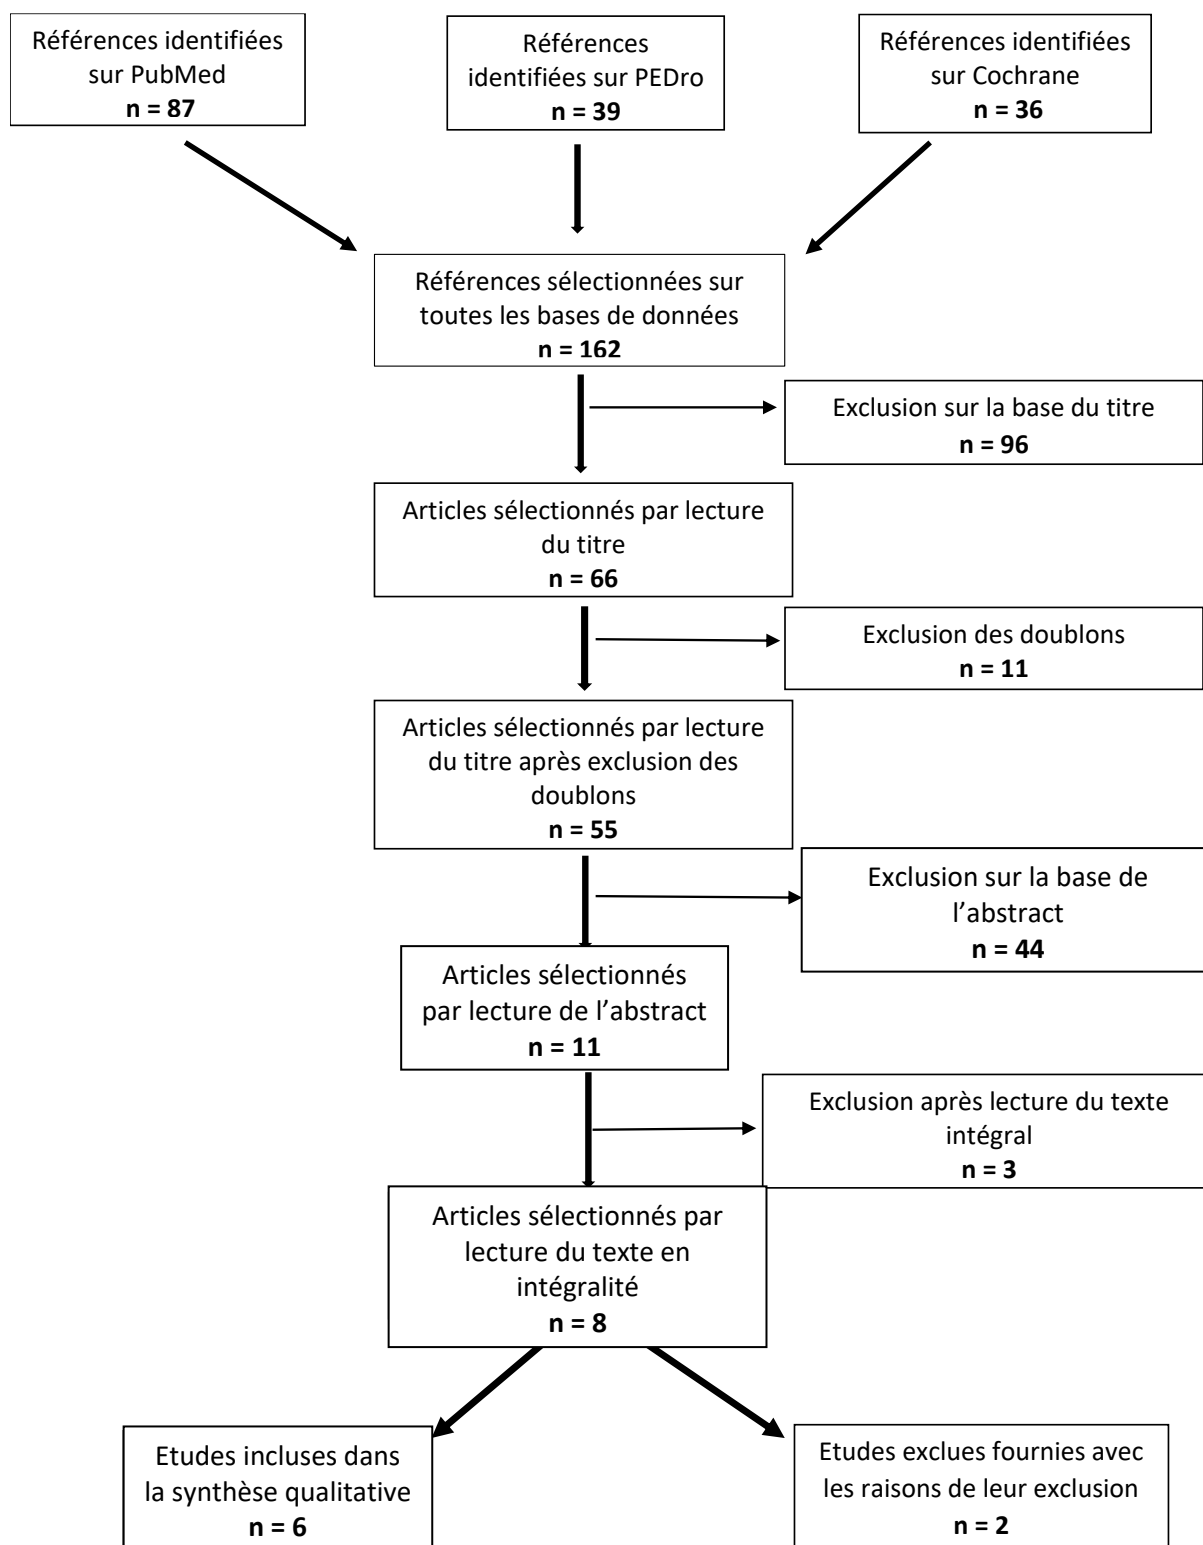 Références identifiées
sur PubMed
n = 87
Références
identifiées sur PEDro
n = 39
Références identifiées
sur Cochrane
n = 36
Références sélectionnées sur
toutes les bases de données
n = 162
Exclusion sur la base du titre
n = 96
Articles sélectionnés par lecture
du titre
n = 66
Exclusion des doublons
n = 11
Articles sélectionnés par lecture
du titre après exclusion des
doublons
n = 55
Exclusion sur la base de
l’abstract
n = 44
Articles sélectionnés
par lecture de l’abstract
n = 11
Exclusion après lecture du texte
intégral
n = 3
Articles sélectionnés par
lecture du texte en
intégralité
n = 8
Etudes incluses dans
la synthèse qualitative
n = 6
Etudes exclues fournies avec
les raisons de leur exclusion
n = 2